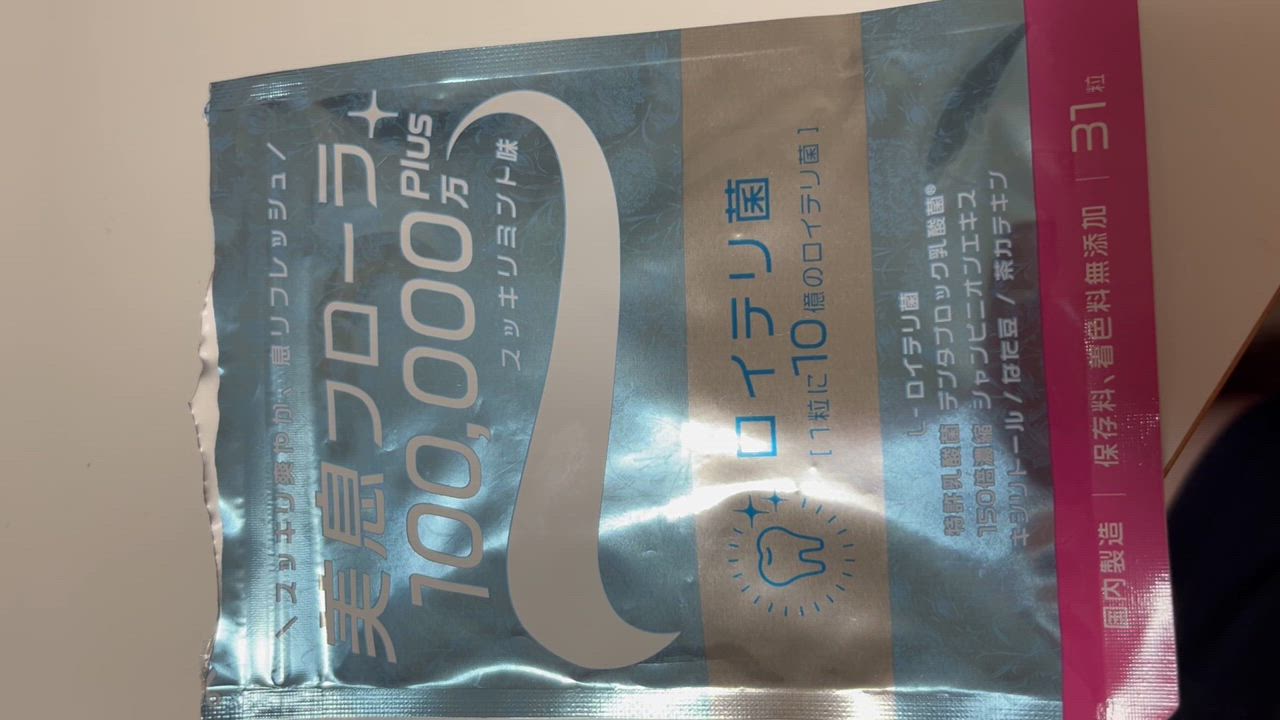 ＼スッキリ爽やか、息リフレッシュ／
美息フローラ
100,000万Plus
スッキリミント味
ロイテリ菌
[ 1粒に10億のロイテリ菌 ]
L-ロイテリ菌
特許乳酸菌 デンタブロック乳酸菌®
150倍濃縮 シャンピニオンエキス
キシリトール / なた豆 / 茶カテキン
国内製造 | 保存料、着色料無添加 | 31粒